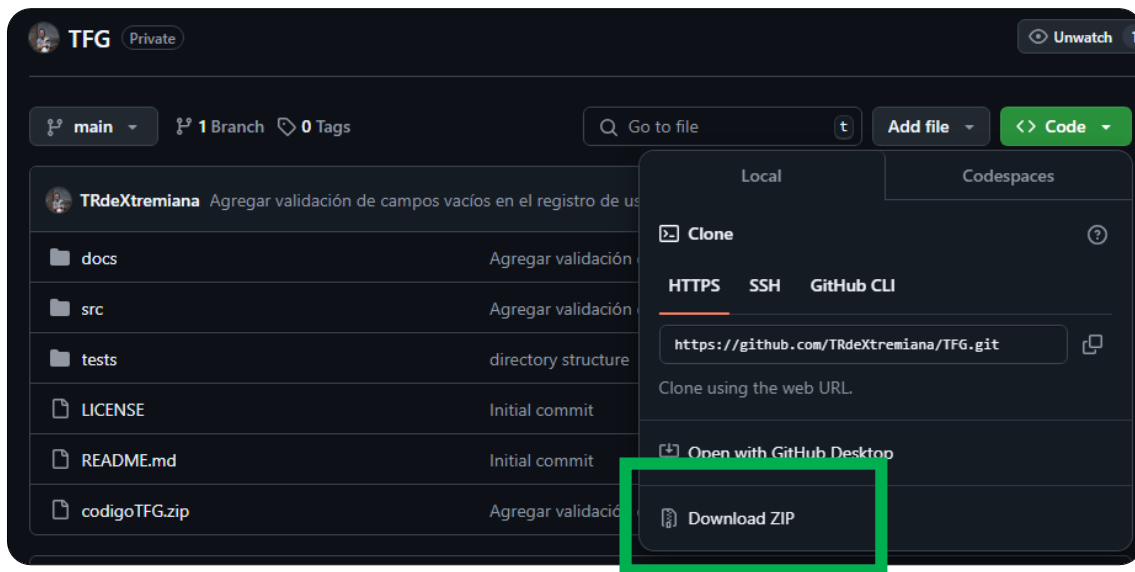 TFG Private
Unwatch
main
1 Branch
0 Tags
Go to file
t
Add file
<> Code
Local
Codespaces
TRdeXtremiana Agregar validación de campos vacíos en el registro de us
Clone
docs
Agregar validación
HTTPS
SSH
GitHub CLI
src
Agregar validación
https://github.com/TRdeXtremiana/TFG.git
tests
directory structure
Clone using the web URL.
LICENSE
Initial commit
Open with GitHub Desktop
README.md
Initial commit
codigoTFG.zip
Agregar validació
Download ZIP